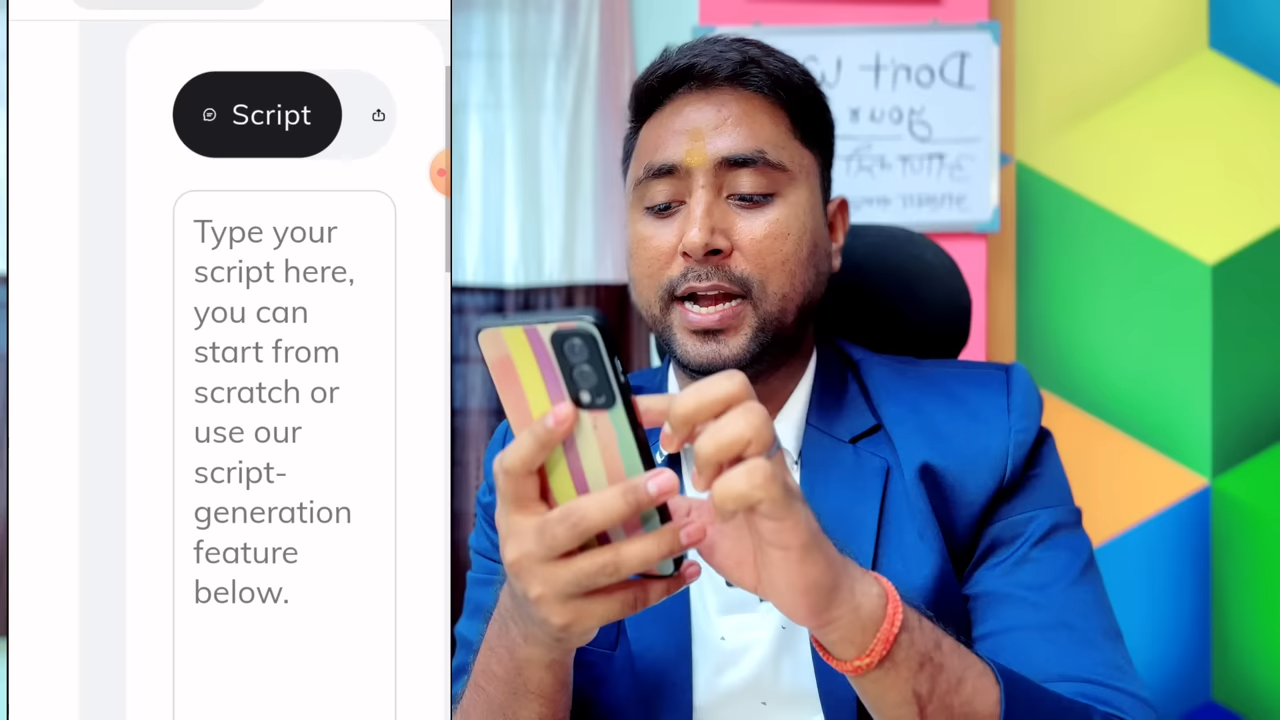 Script
Type your
script here,
you can
start from
scratch or
use our
script-
generation
feature
below.
Dont W
your